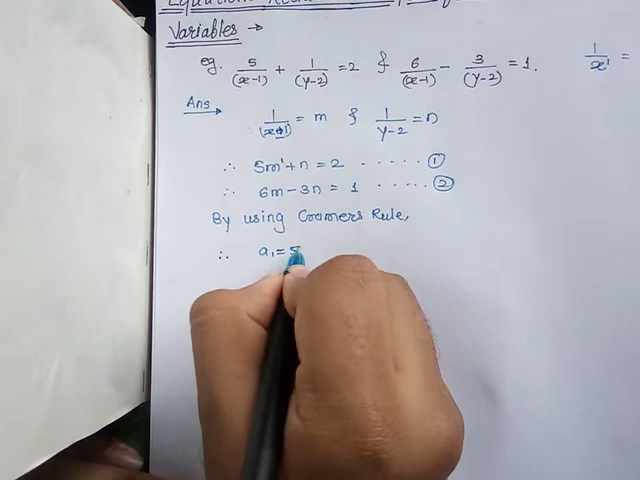 Equations
Variables →
eg. 5/(x-1) + 1/(y-2) = 2 & 6/(x-1) - 3/(y-2) = 1.
1/x =
Ans
1/(x-1) = m & 1/y-2 = n
∴ 5m+n = 2 ..... ①
∴ 6m-3n = 1 ..... ②
By using Cramers Rule,
∴ a₁ = 5